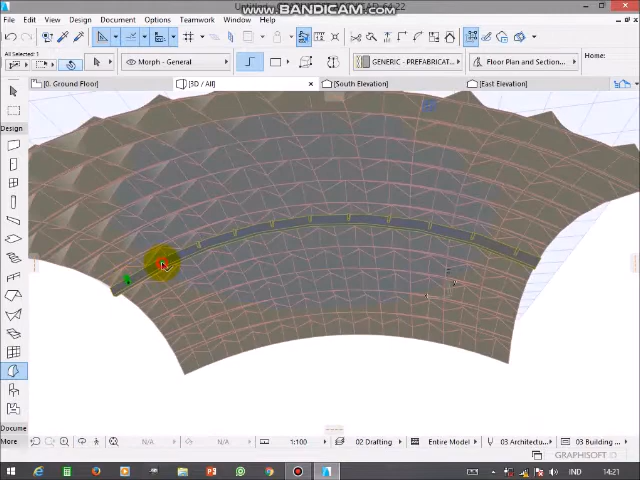 www.BANDICAM.com
File Edit View Design Document Options Teamwork Window Help
All Selected: 1
Morph - General
GENERIC - PREFABRICAT...
Floor Plan and Section...
Home:
[0. Ground Floor]
[3D / All]
[South Elevation]
[East Elevation]
Design
Docume
More
N/A
N/A
1:100
02 Drafting
Entire Model
03 Architectu...
03 Building ...
GRAPHISOFT
IND
14:21